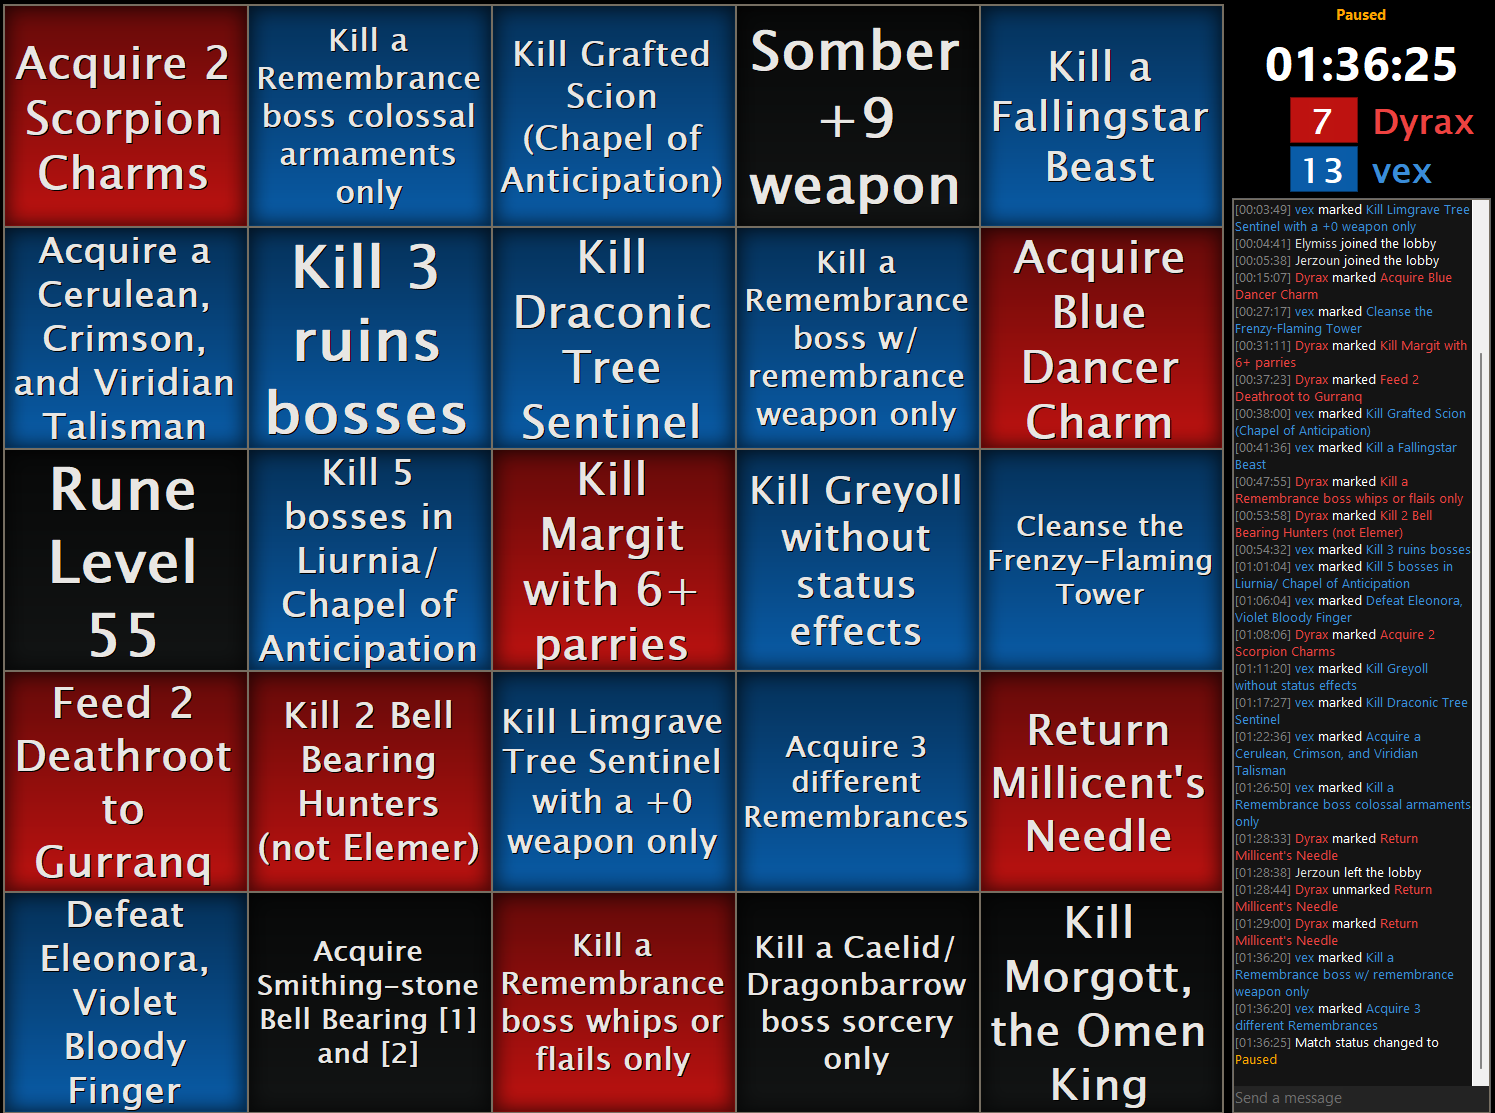 Acquire 2
Scorpion
Charms
Kill a
Remembrance
boss colossal
armaments
only
Kill Grafted
Scion
(Chapel of
Anticipation)
Somber
+9
weapon
Kill a
Fallingstar
Beast
Acquire a
Cerulean,
Crimson,
and Viridian
Talisman
Kill 3
ruins
bosses
Kill
Draconic
Tree
Sentinel
Kill a
Remembrance
boss w/
remembrance
weapon only
Acquire
Blue
Dancer
Charm
Rune
Level
55
Kill 5
bosses in
Liurnia/
Chapel of
Anticipation
Kill
Margit
with 6+
parries
Kill Greyoll
without
status
effects
Cleanse the
Frenzy-Flaming
Tower
Feed 2
Deathroot
to
Gurranq
Kill 2 Bell
Bearing
Hunters
(not Elemer)
Kill Limgrave
Tree Sentinel
with a +0
weapon only
Acquire 3
different
Remembrances
Return
Millicent's
Needle
Defeat
Eleonora,
Violet
Bloody
Finger
Acquire
Smithing-stone
Bell Bearing [1]
and [2]
Kill a
Remembrance
boss whips or
flails only
Kill a Caelid/
Dragonbarrow
boss sorcery
only
Kill
Morgott,
the Omen
King
Paused
01:36:25
7 Dyrax
13 vex
[00:03:49] vex marked Kill Limgrave Tree
Sentinel with a +0 weapon only
[00:04:41] Elymiss joined the lobby
[00:05:38] Jerzoun joined the lobby
[00:15:07] Dyrax marked Acquire Blue
Dancer Charm
[00:27:17] vex marked Cleanse the
Frenzy-Flaming Tower
[00:31:11] Dyrax marked Kill Margit with
6+ parries
[00:37:23] Dyrax marked Feed 2
Deathroot to Gurranq
[00:38:00] vex marked Kill Grafted Scion
(Chapel of Anticipation)
[00:41:36] vex marked Kill a Fallingstar
Beast
[00:47:55] Dyrax marked Kill a
Remembrance boss whips or flails only
[00:53:58] Dyrax marked Kill 2 Bell
Bearing Hunters (not Elemer)
[00:54:32] vex marked Kill 3 ruins bosses
[01:01:04] vex marked Kill 5 bosses in
Liurnia/ Chapel of Anticipation
[01:06:04] vex marked Defeat Eleonora,
Violet Bloody Finger
[01:08:06] Dyrax marked Acquire 2
Scorpion Charms
[01:11:20] vex marked Kill Greyoll
without status effects
[01:17:27] vex marked Kill Draconic Tree
Sentinel
[01:22:36] vex marked Acquire a
Cerulean, Crimson, and Viridian
Talisman
[01:26:50] vex marked Kill a
Remembrance boss colossal armaments
only
[01:28:33] Dyrax marked Return
Millicent's Needle
[01:28:38] Jerzoun left the lobby
[01:28:44] Dyrax unmarked Return
Millicent's Needle
[01:29:00] Dyrax marked Return
Millicent's Needle
[01:36:20] vex marked Kill a
Remembrance boss w/ remembrance
weapon only
[01:36:20] vex marked Acquire 3
different Remembrances
[01:36:25] Match status changed to
Paused
Send a message